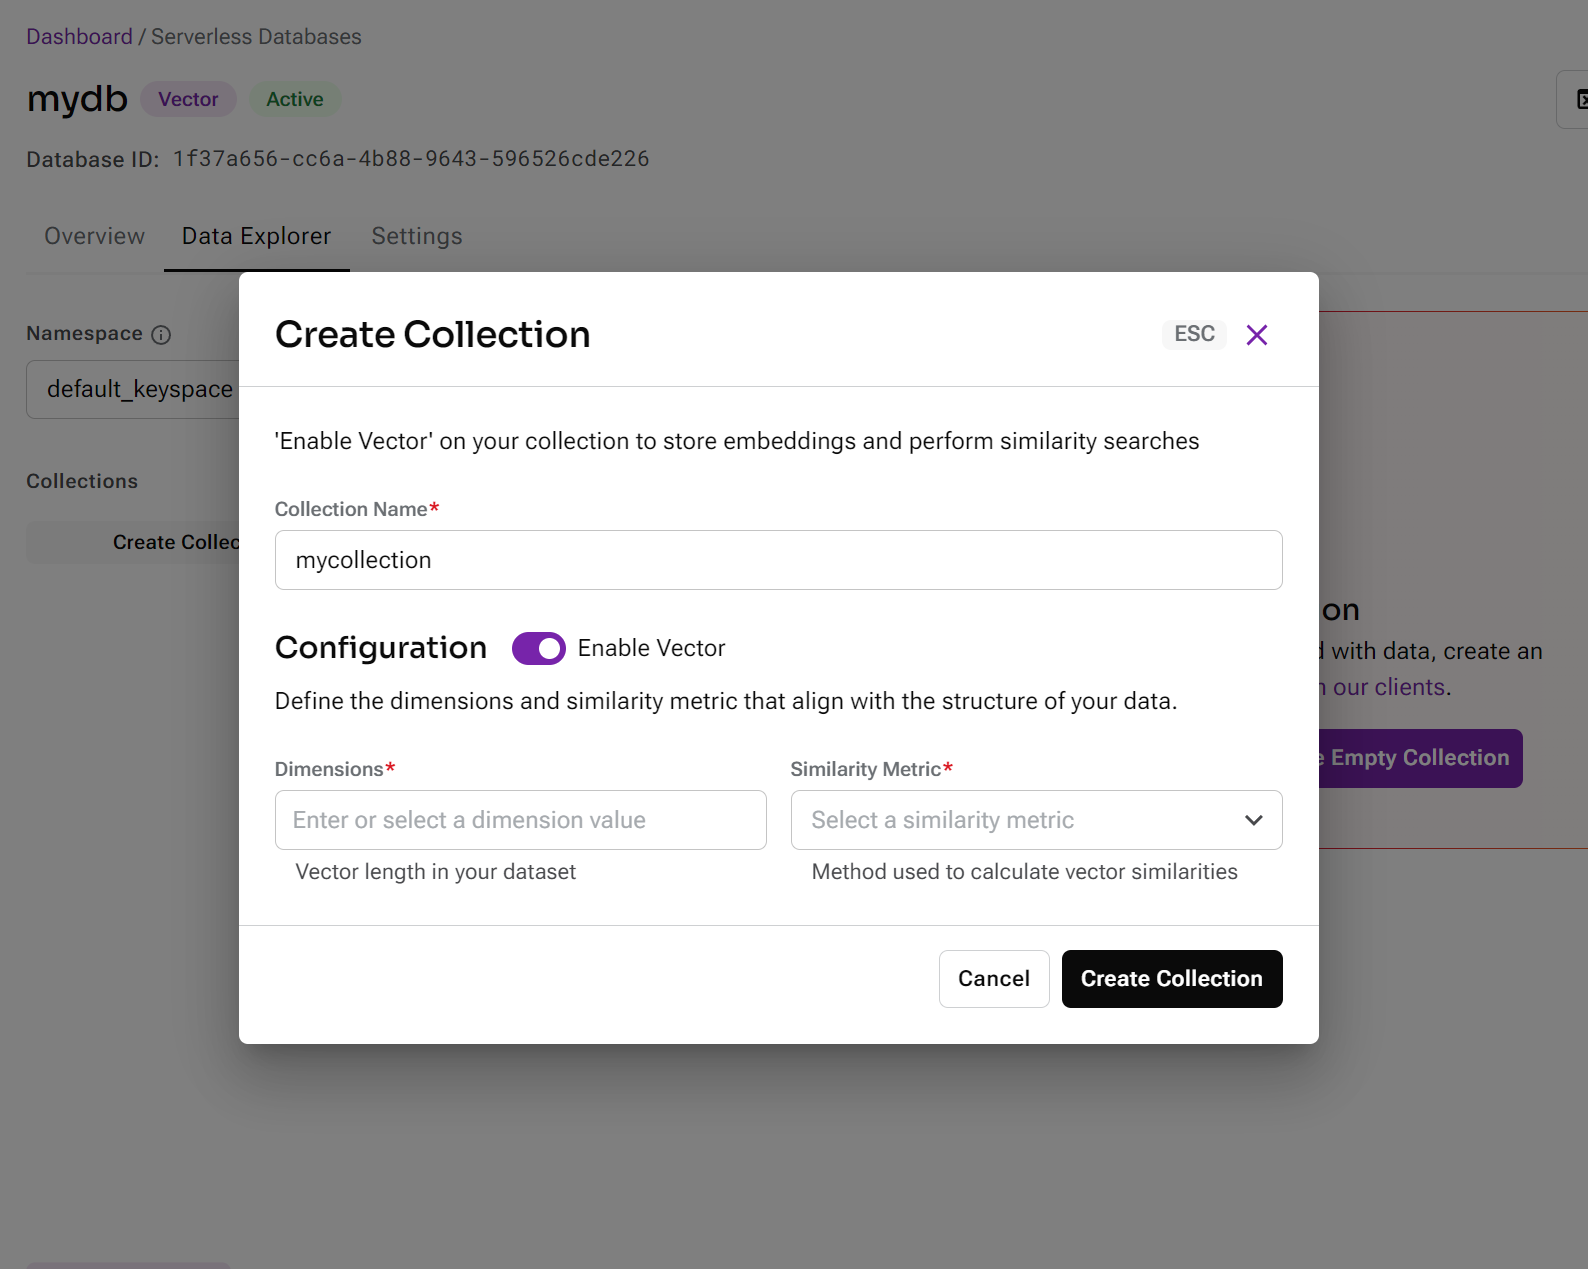 Dashboard / Serverless Databases
mydb Vector Active
Database ID: 1f37a656-cc6a-4b88-9643-596526cde226
Overview Data Explorer Settings
Namespace
default_keyspace
Collections
Create Collec
Create Collection ESC
'Enable Vector' on your collection to store embeddings and perform similarity searches
Collection Name*
mycollection
Configuration Enable Vector
Define the dimensions and similarity metric that align with the structure of your data.
Dimensions* Similarity Metric*
Enter or select a dimension value Select a similarity metric
Vector length in your dataset Method used to calculate vector similarities
Cancel Create Collection
on
with data, create an
our clients.
Empty Collection